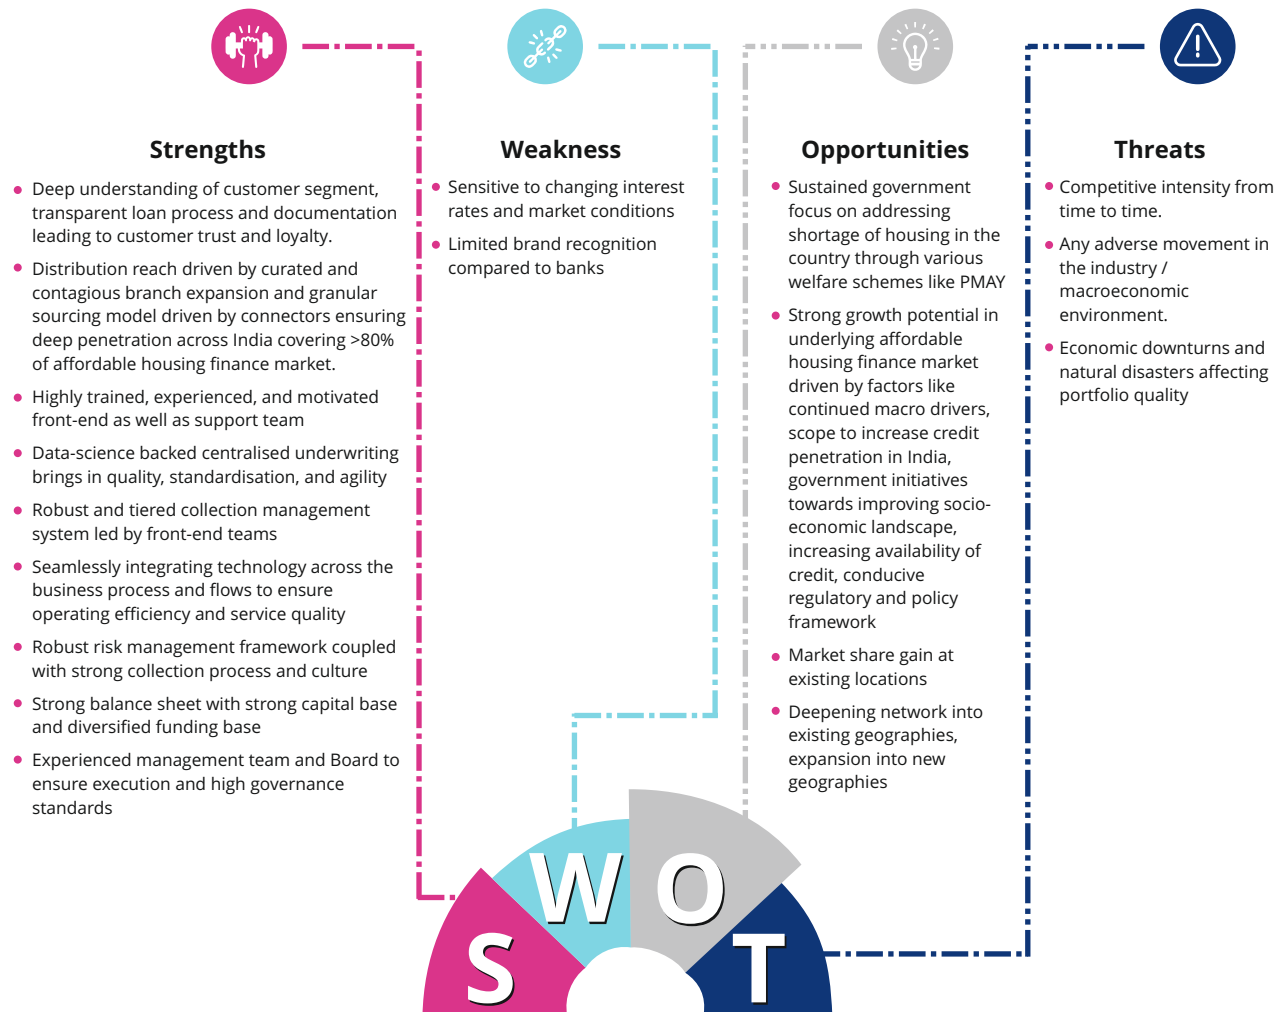 Strengths
Deep understanding of customer segment,
transparent loan process and documentation
leading to customer trust and loyalty.
Distribution reach driven by curated and
contagious branch expansion and granular
sourcing model driven by connectors ensuring
deep penetration across India covering >80%
of affordable housing finance market.
Highly trained, experienced, and motivated
front-end as well as support team
Data-science backed centralised underwriting
brings in quality, standardisation, and agility
Robust and tiered collection management
system led by front-end teams
Seamlessly integrating technology across the
business process and flows to ensure
operating efficiency and service quality
Robust risk management framework coupled
with strong collection process and culture
Strong balance sheet with strong capital base
and diversified funding base
Experienced management team and Board to
ensure execution and high governance
standards
Weakness
Sensitive to changing interest
rates and market conditions
Limited brand recognition
compared to banks
Opportunities
Sustained government
focus on addressing
shortage of housing in the
country through various
welfare schemes like PMAY
Strong growth potential in
underlying affordable
housing finance market
driven by factors like
continued macro drivers,
scope to increase credit
penetration in India,
government initiatives
towards improving socio-
economic landscape,
increasing availability of
credit, conducive
regulatory and policy
framework
Market share gain at
existing locations
Deepening network into
existing geographies,
expansion into new
geographies
Threats
Competitive intensity from
time to time.
Any adverse movement in
the industry /
macroeconomic
environment.
Economic downturns and
natural disasters affecting
portfolio quality
S
W
O
T